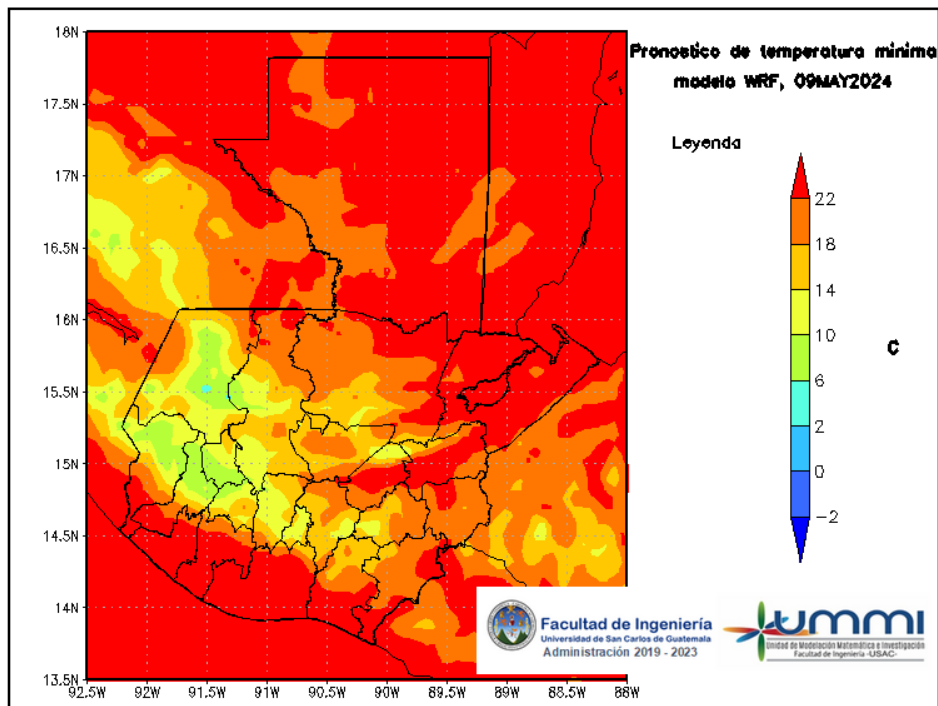 Pronostico de temperatura minima
modelo WRF, 09MAY2024
Leyenda
22
18
14
10
6
2
0
−2
C
18N
17.5N
17N
16.5N
16N
15.5N
15N
14.5N
14N
13.5N
92.5W
92W
91.5W
91W
90.5W
90W
89.5W
89W
88.5W
88W
Facultad de Ingeniería
Universidad de San Carlos de Guatemala
Administración 2019 - 2023
ummi
Unidad de Modelación Matemática e Investigación
Facultad de Ingeniería -USAC-